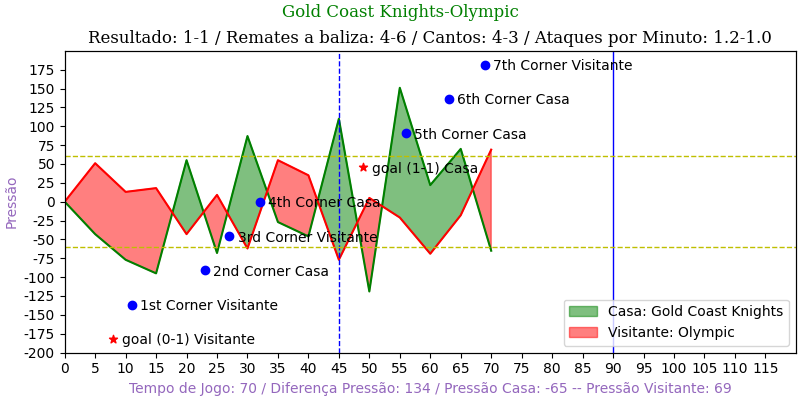 Gold Coast Knights-Olympic
Resultado: 1-1 / Remates a baliza: 4-6 / Cantos: 4-3 / Ataques por Minuto: 1.2-1.0
Pressão
175
150
125
100
75
50
25
0
-25
-50
-75
-100
-125
-150
-175
-200
7th Corner Visitante
6th Corner Casa
5th Corner Casa
goal (1-1) Casa
4th Corner Casa
3rd Corner Visitante
2nd Corner Casa
1st Corner Visitante
goal (0-1) Visitante
Casa: Gold Coast Knights
Visitante: Olympic
0 5 10 15 20 25 30 35 40 45 50 55 60 65 70 75 80 85 90 95 100 105 110 115
Tempo de Jogo: 70 / Diferença Pressão: 134 / Pressão Casa: -65 -- Pressão Visitante: 69